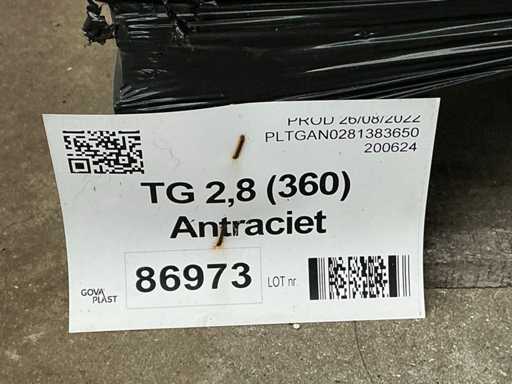 PROD 26/08/2022
PLTGAN0281383650
200624
TG 2,8 (360)
Antraciet
GOVA PLAST
86973
LOT nr.